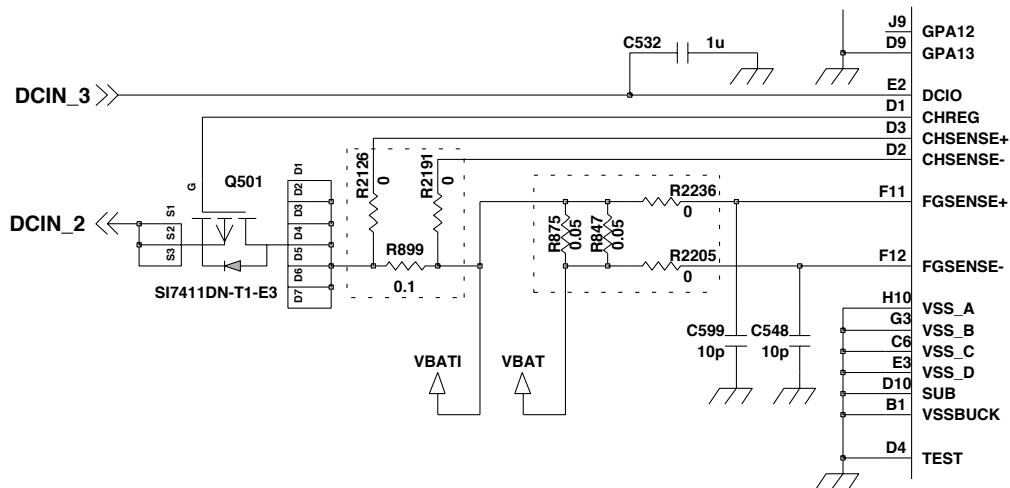 J9 GPA12
D9 GPA13
C532 1u
DCIN_3
E2 DCIO
D1 CHREG
D3 CHSENSE+
D2 CHSENSE-
R2126 0
R2191 0
G Q501
D1
D2
D3
D4
D5
D6
D7
DCIN_2
S1
S2
S3
SI7411DN-T1-E3
R899
0.1
R2236
0
F11 FGSENSE+
R875 0.05
R847 0.05
R2205
0
F12 FGSENSE-
H10 VSS_A
G3 VSS_B
C6 VSS_C
E3 VSS_D
D10 SUB
B1 VSSBUCK
D4 TEST
C599
10p
C548
10p
VBATI
VBAT